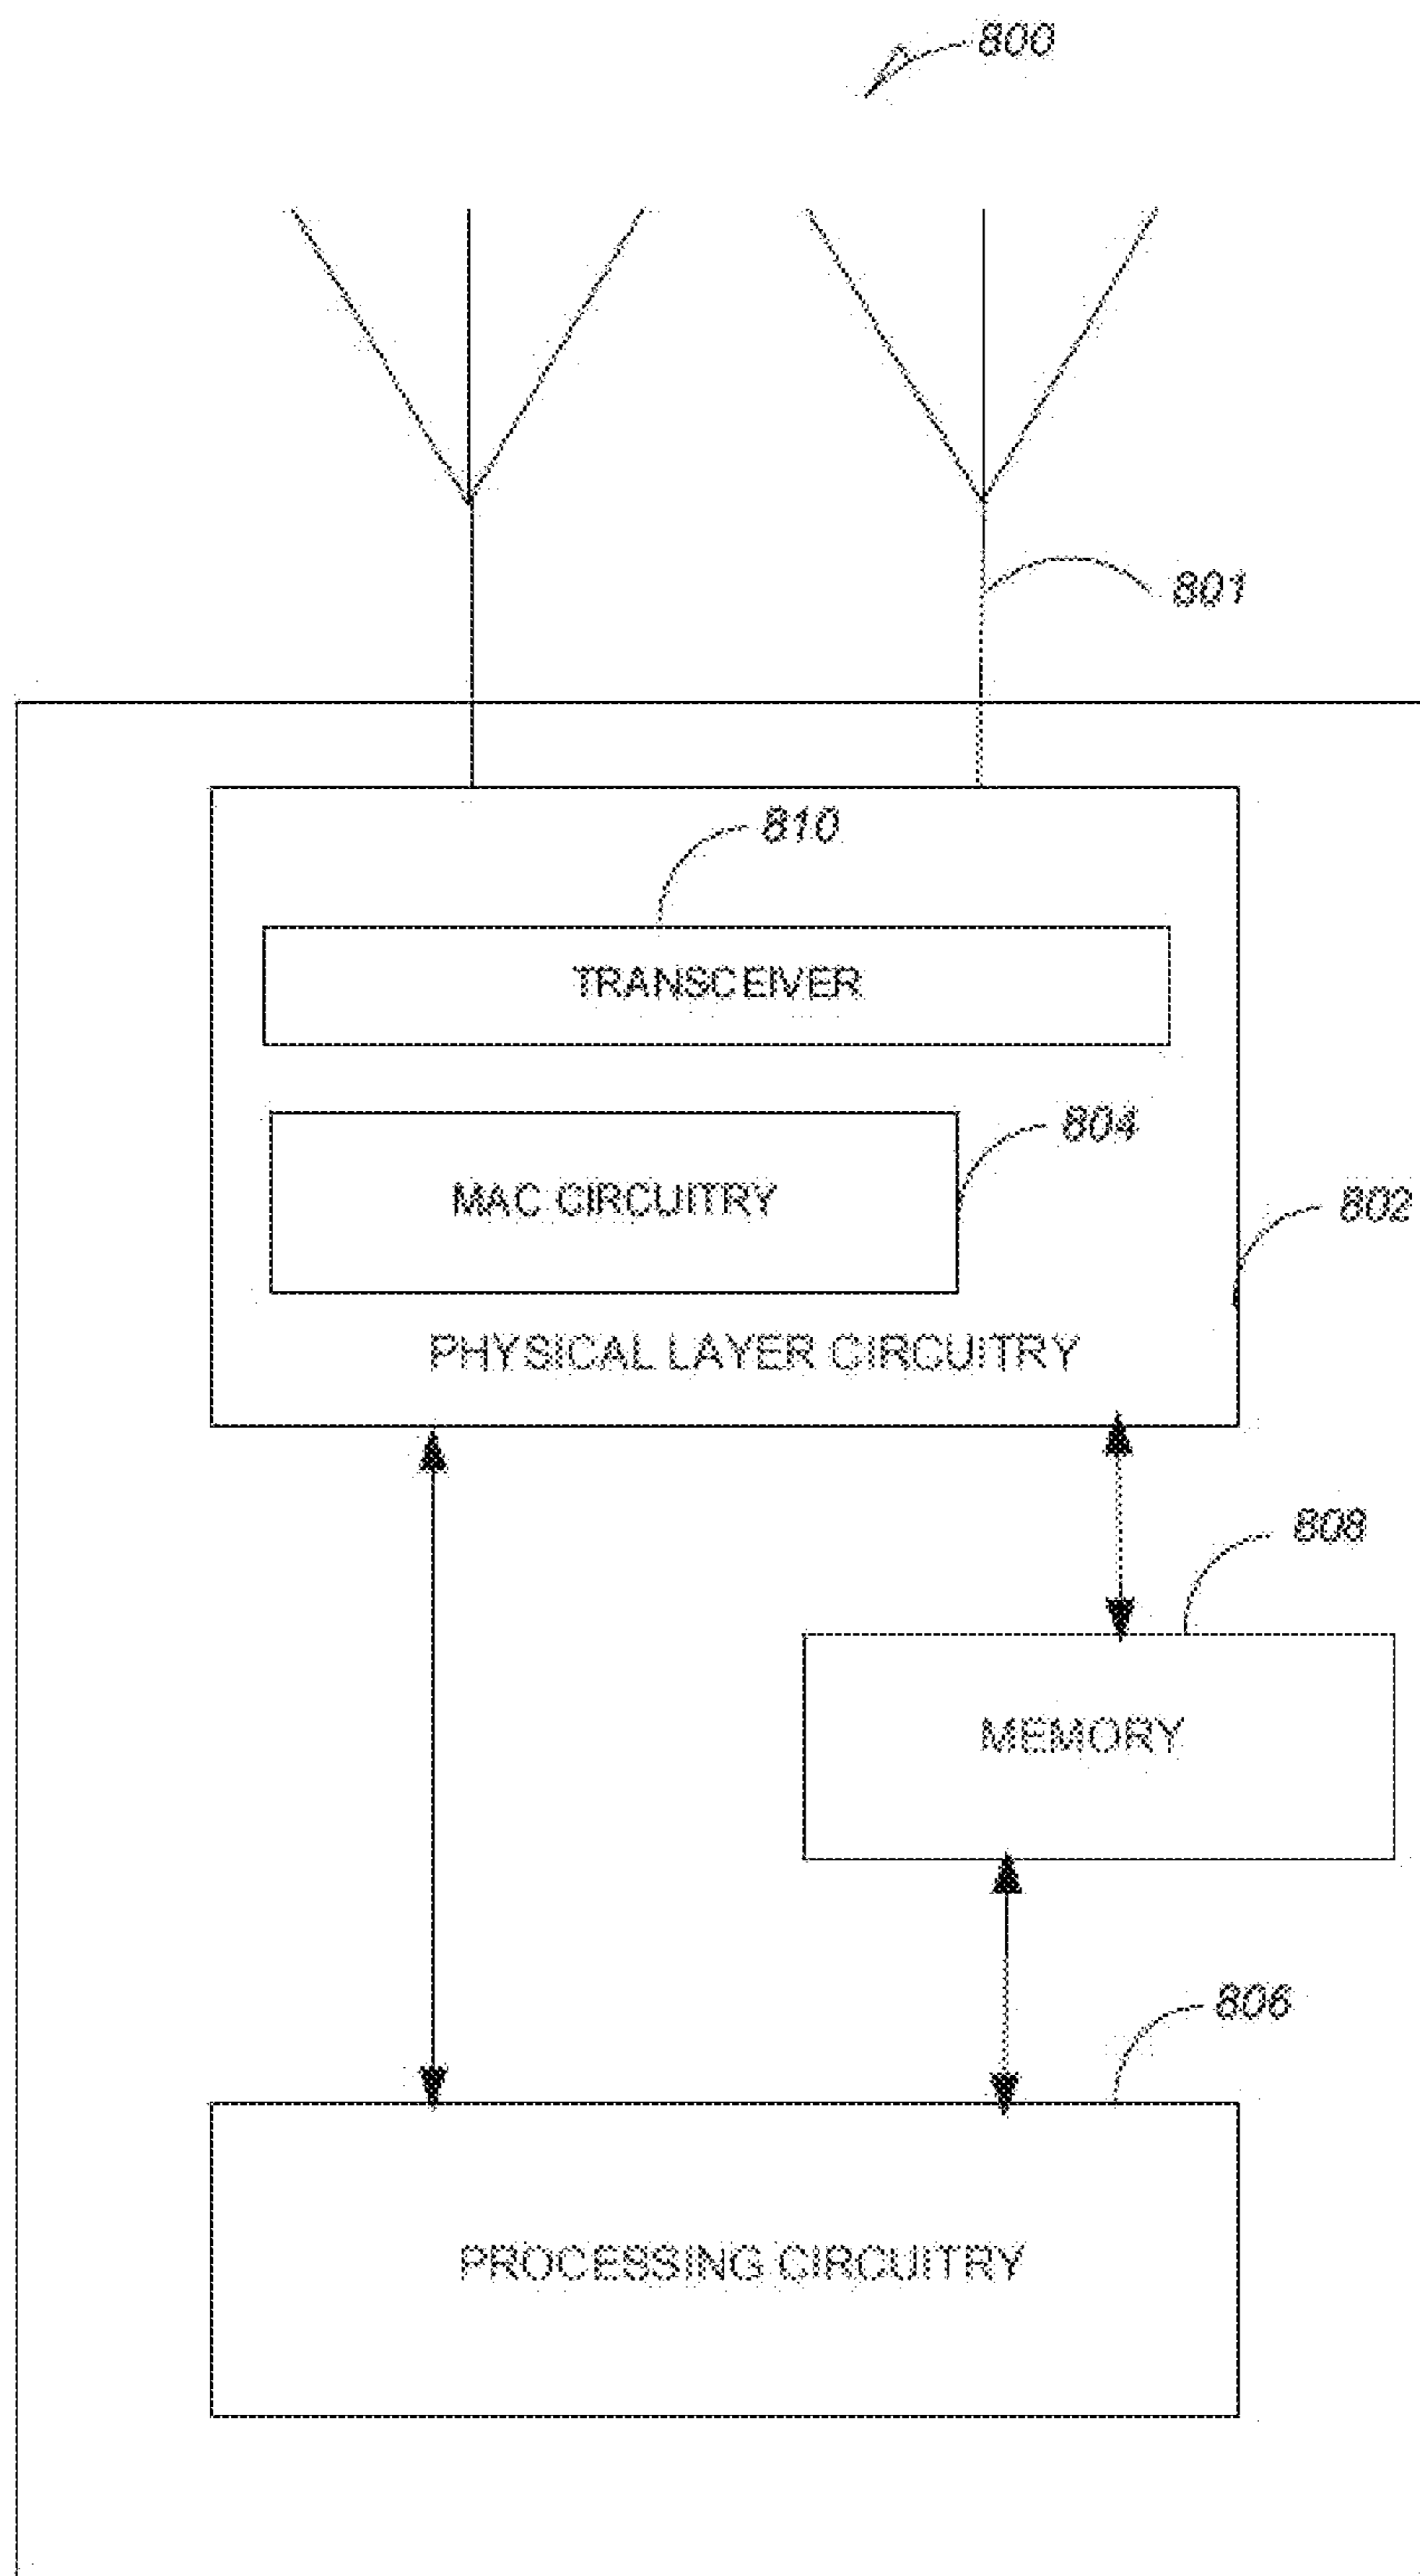 800
801
810
TRANSCEIVER
804
MAC CIRCUITRY
802
PHYSICAL LAYER CIRCUITRY
808
MEMORY
806
PROCESSING CIRCUITRY